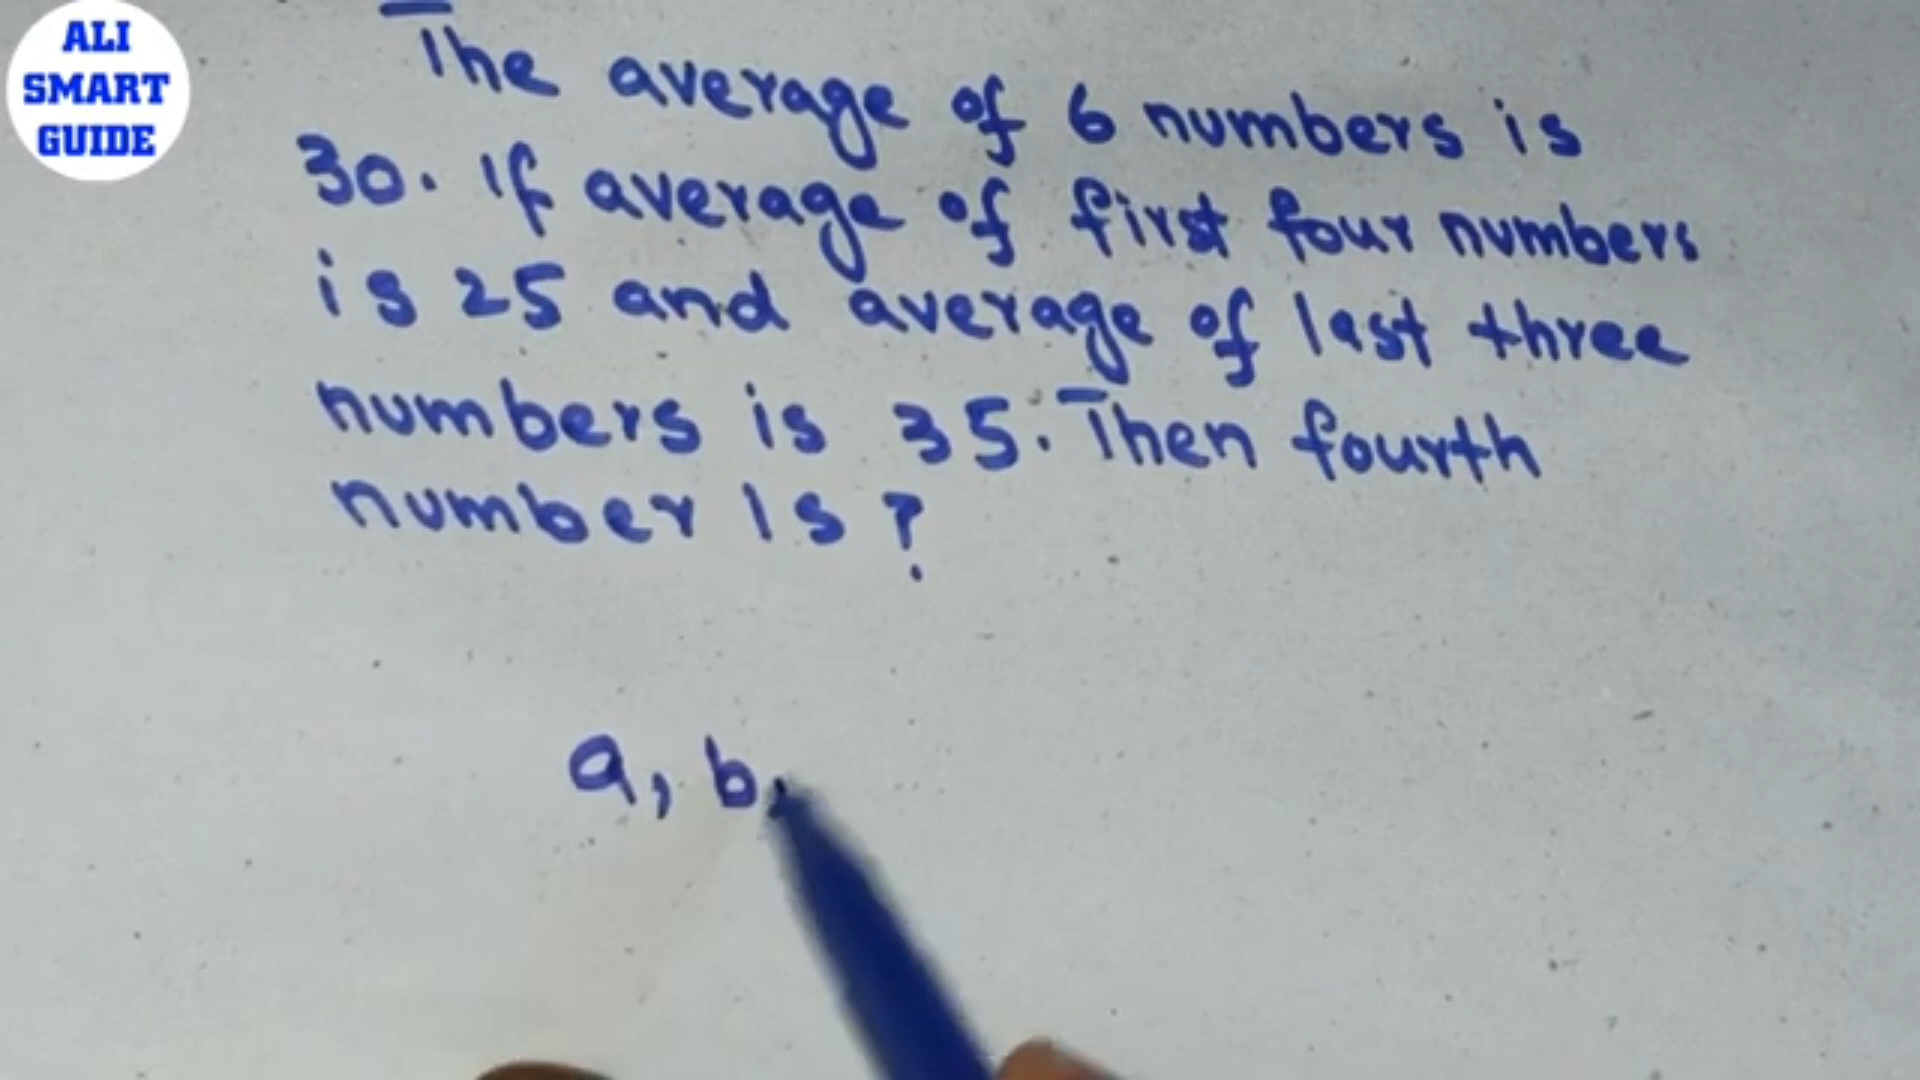 ALI
SMART
GUIDE
The average of 6 numbers is
30. If average of first four numbers
is 25 and average of last three
numbers is 35. Then fourth
number is ?
a, b,